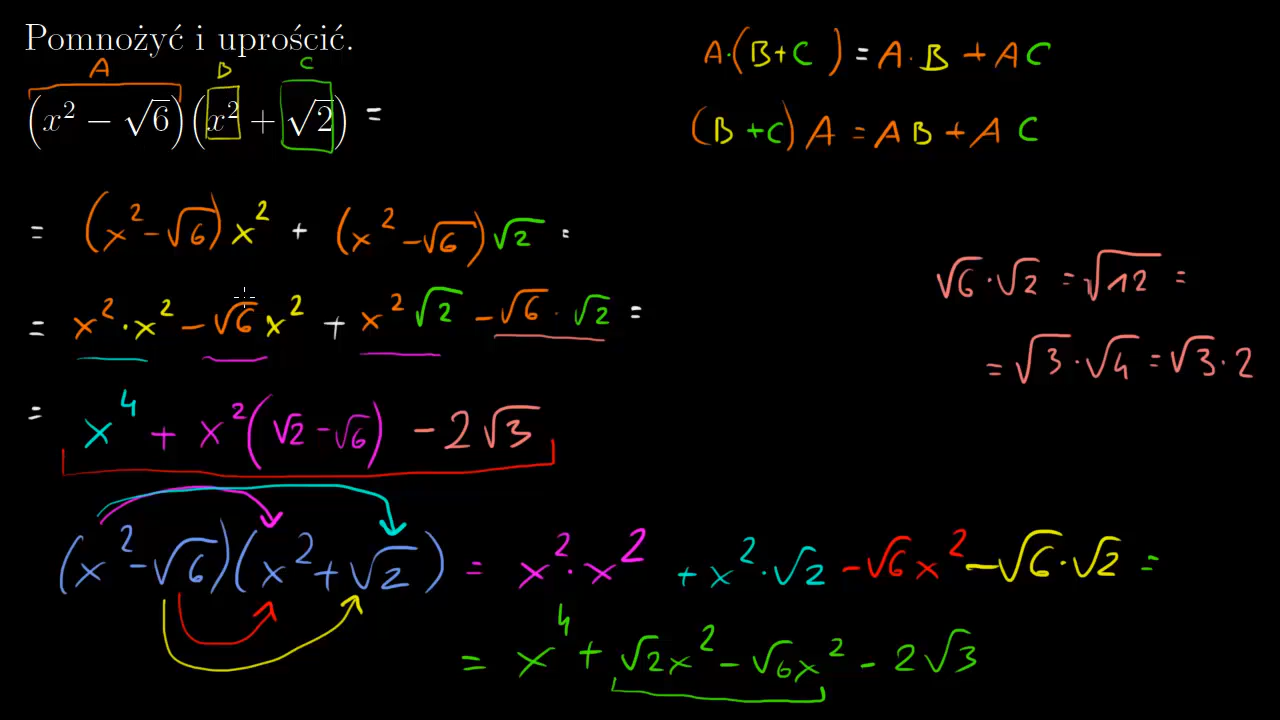 Pomnożyć i uprościć.
A B C
(x² − √6)(x² + √2) =
A·(B+C) = A·B + AC
(B+C)A = AB + AC
= (x² − √6)x² + (x² − √6)√2 =
= x²·x² − √6x² + x²√2 − √6·√2 =
√6·√2 = √12 =
= √3·√4 = √3·2
= x⁴ + x²(√2 − √6) − 2√3
(x² − √6)(x² + √2) = x²·x² + x²·√2 − √6x² − √6·√2 =
= x⁴ + √2x² − √6x² − 2√3